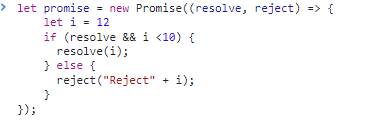 let promise = new Promise((resolve, reject) => {
    let i = 12
    if (resolve && i <10) {
      resolve(i);
    } else {
      reject("Reject" + i);
    }
});